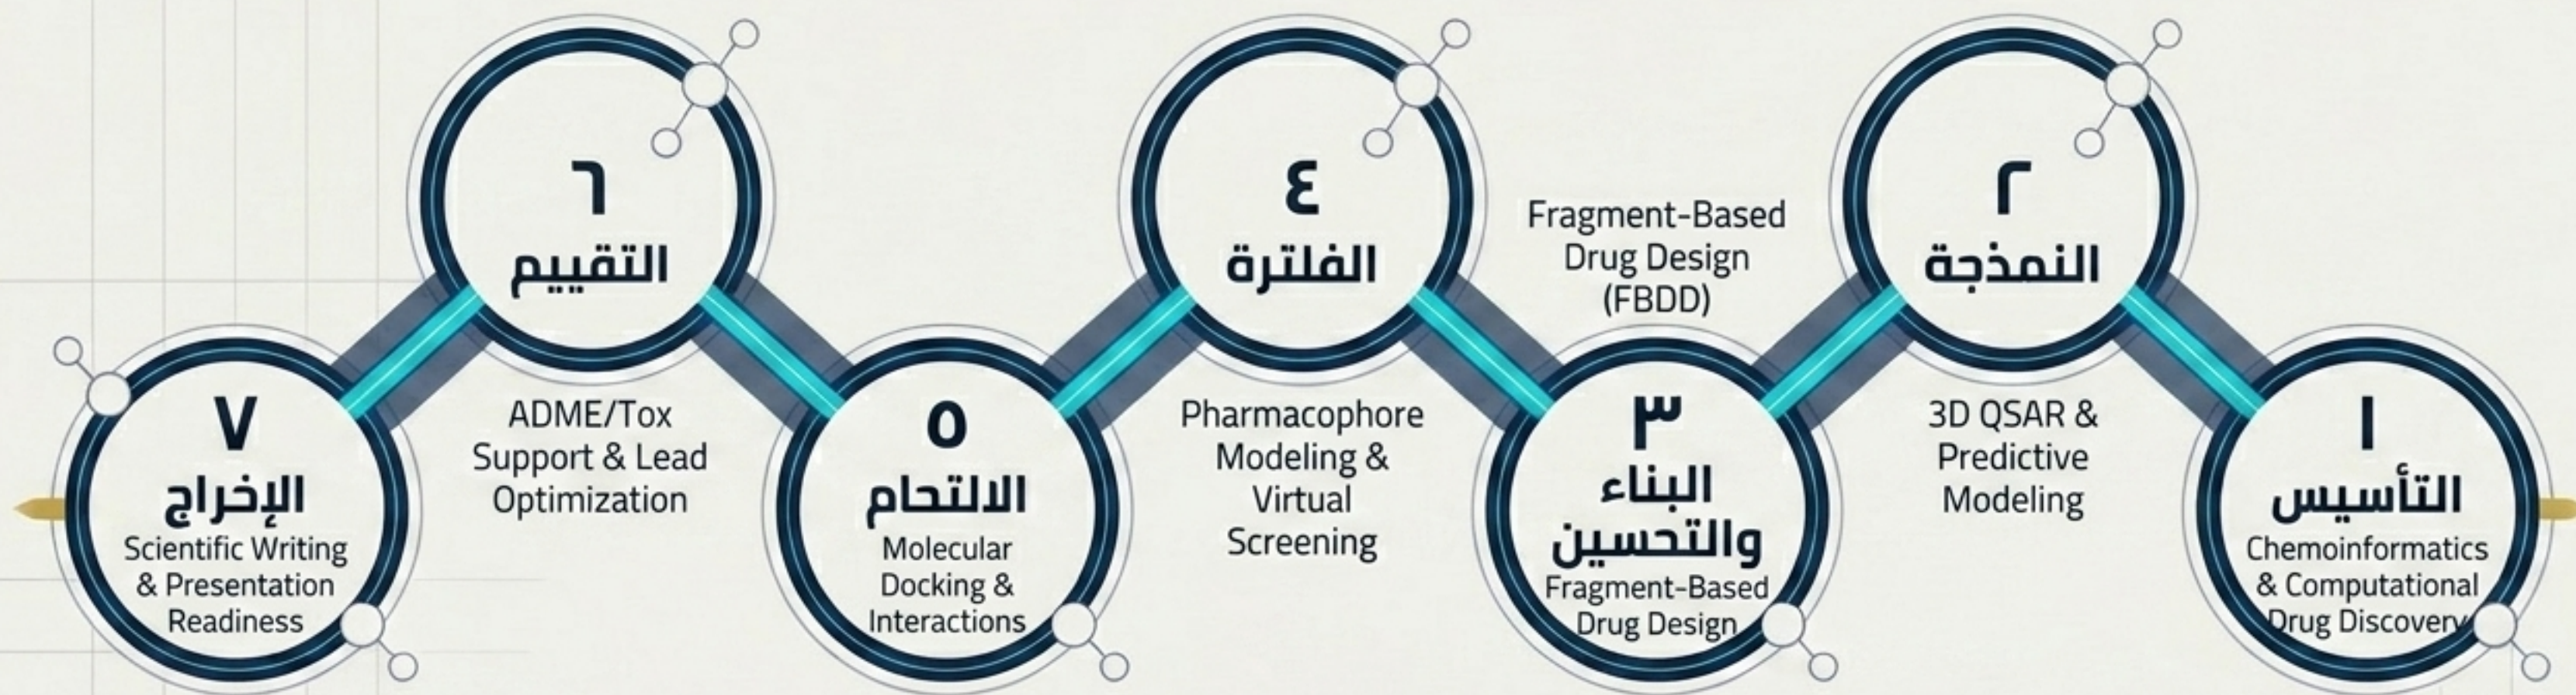 ١
التأسيس
Chemoinformatics
& Computational
Drug Discovery
٢
النمذجة
3D QSAR &
Predictive
Modeling
Fragment-Based
Drug Design
(FBDD)
٣
البناء
والتحسين
Fragment-Based
Drug Design
٤
الفلترة
Pharmacophore
Modeling &
Virtual
Screening
٥
الالتحام
Molecular
Docking &
Interactions
٦
التقييم
ADME/Tox
Support & Lead
Optimization
٧
الإخراج
Scientific Writing
& Presentation
Readiness